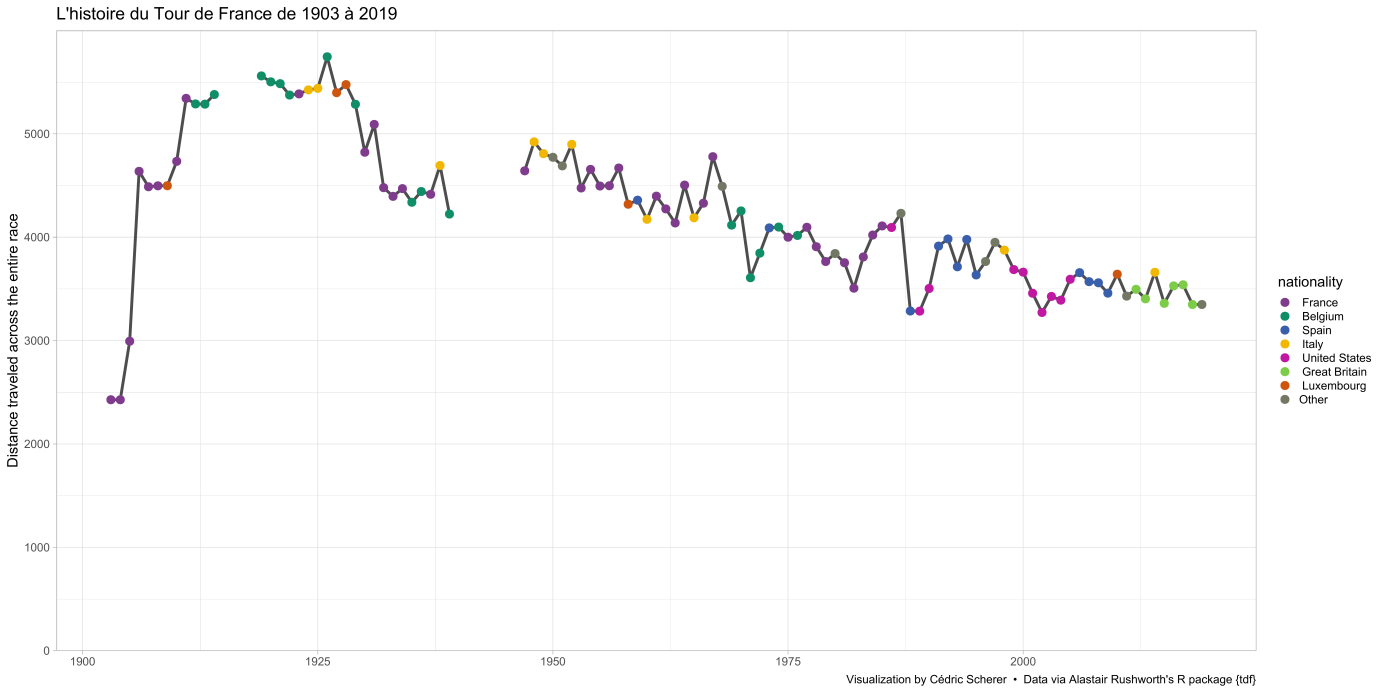 L'histoire du Tour de France de 1903 à 2019
Distance traveled across the entire race
5000
4000
3000
2000
1000
0
1900
1925
1950
1975
2000
nationality
France
Belgium
Spain
Italy
United States
Great Britain
Luxembourg
Other
Visualization by Cédric Scherer • Data via Alastair Rushworth's R package {tdf}